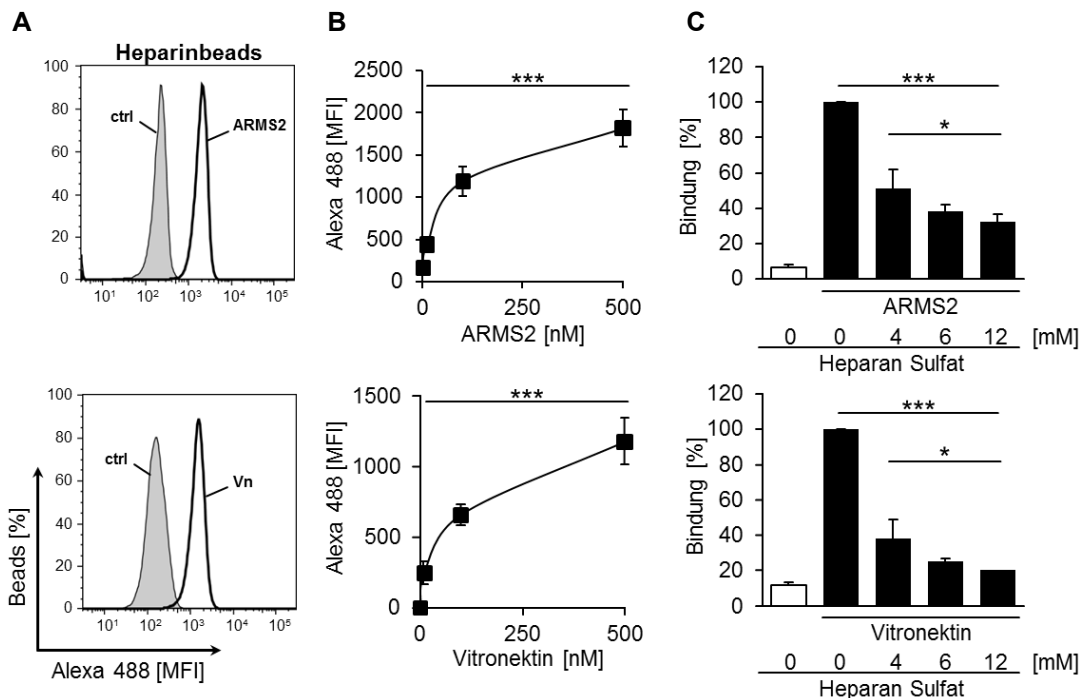 A
Heparinbeads
100
80
60
40
20
0
ctrl
ARMS2
10¹ 10² 10³ 10⁴ 10⁵
100
80
60
40
20
0
ctrl
Vn
10¹ 10² 10³ 10⁴ 10⁵
Beads [%]
Alexa 488 [MFI]
B
Alexa 488 [MFI]
2500
2000
1500
1000
500
0
***
0 250 500
ARMS2 [nM]
Alexa 488 [MFI]
1500
1000
500
0
***
0 250 500
Vitronektin [nM]
C
Bindung [%]
120
100
80
60
40
20
0
***
*
ARMS2
0 0 4 6 12 [mM]
Heparan Sulfat
Bindung [%]
120
100
80
60
40
20
0
***
*
Vitronektin
0 0 4 6 12 [mM]
Heparan Sulfat